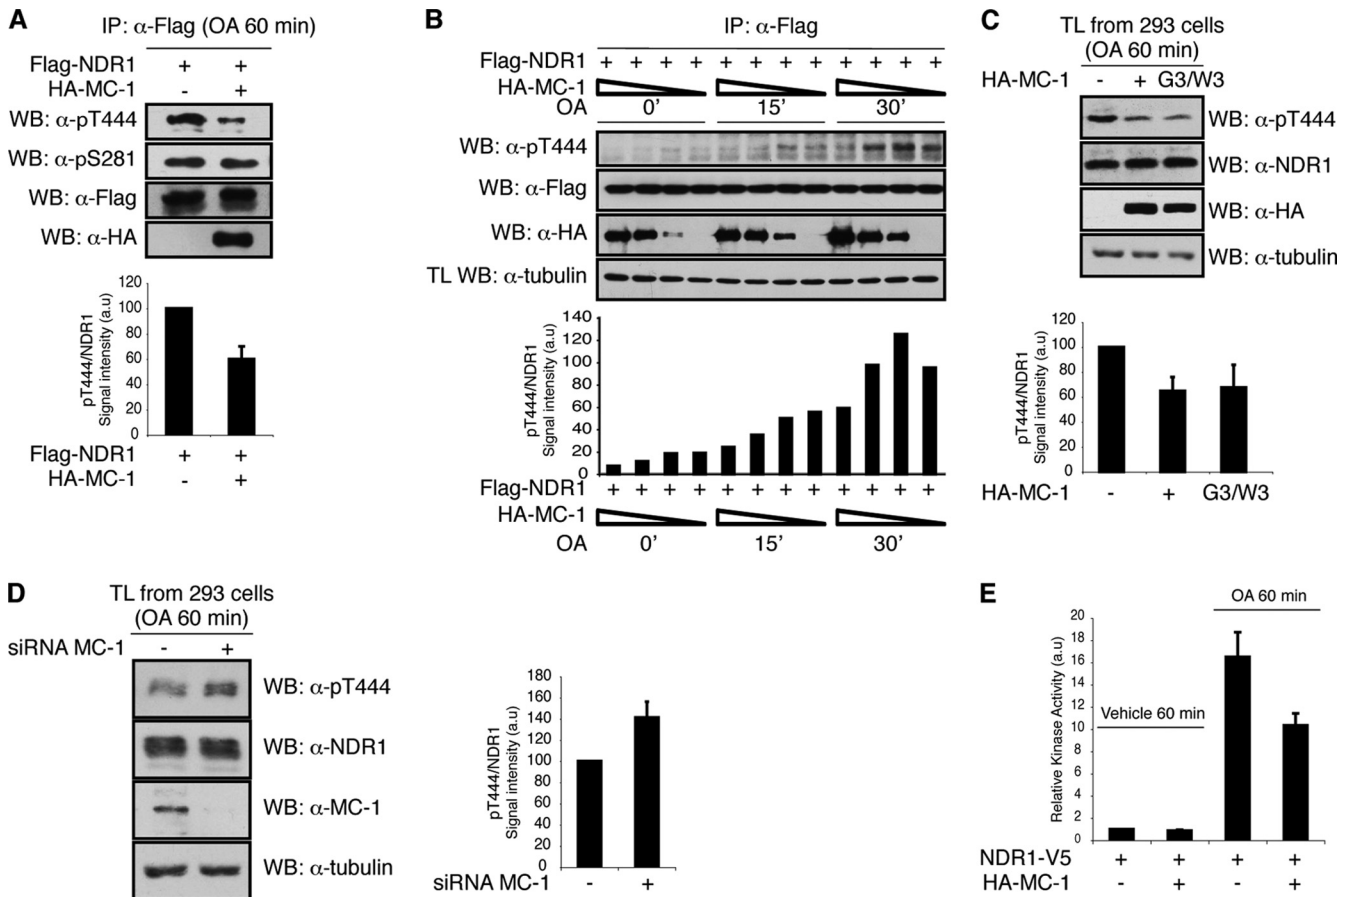 A
IP: α-Flag (OA 60 min)
Flag-NDR1 + +
HA-MC-1 - +
WB: α-pT444
WB: α-pS281
WB: α-Flag
WB: α-HA
120
100
80
60
40
20
0
pT444/NDR1
Signal intensity (a.u)
Flag-NDR1 + +
HA-MC-1 - +
B
IP: α-Flag
Flag-NDR1 + + + + + + + + + + + +
HA-MC-1
OA 0' 15' 30'
WB: α-pT444
WB: α-Flag
WB: α-HA
TL WB: α-tubulin
140
120
100
80
60
40
20
0
pT444/NDR1
Signal intensity (a.u)
Flag-NDR1 + + + + + + + + + + + +
HA-MC-1
OA 0' 15' 30'
C
TL from 293 cells
(OA 60 min)
HA-MC-1 - + G3/W3
WB: α-pT444
WB: α-NDR1
WB: α-HA
WB: α-tubulin
120
100
80
60
40
20
0
pT444/NDR1
Signal intensity (a.u)
HA-MC-1 - + G3/W3
D
TL from 293 cells
(OA 60 min)
siRNA MC-1 - +
WB: α-pT444
WB: α-NDR1
WB: α-MC-1
WB: α-tubulin
180
160
140
120
100
80
60
40
20
0
pT444/NDR1
Signal intensity (a.u)
siRNA MC-1 - +
E
OA 60 min
Vehicle 60 min
20
18
16
14
12
10
8
6
4
2
0
Relative Kinase Activity (a.u)
NDR1-V5 + + + +
HA-MC-1 - + - +